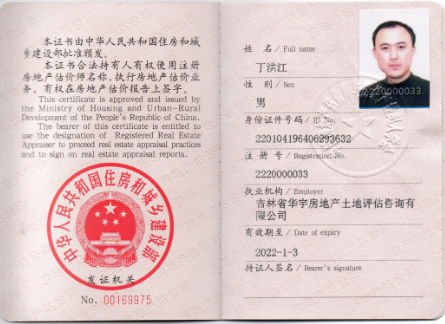 本证书由中华人民共和国住房和城
乡建设部批准颁发。
本证书合法持有人有权使用注册
房地产估价师名称，执行房地产估价业
务，有权在房地产估价报告上签字。
This certificate is approved and issued by
the Ministry of Housing and Urban-Rural
Development of the People's Republic of China.
The bearer of this certificate is entitled to
use the designation of Registered Real Estate
Appraiser to proceed real estate appraisal practices
and to sign on real estate appraisal reports.
中华人民共和国住房和城乡建设部
发证机关
No. 00169975
姓 名 / Full name
丁洪江
性 别 / Sex
男
身份证件号码 / ID No.
220104196406293632
注 册 号 / Registration No.
2220000033
执业机构 / Employer
吉林省华宇房地产土地评估咨询有
限公司
有效期至 / Date of expiry
2022-1-3
持证人签名 / Bearer's signature
2220000033